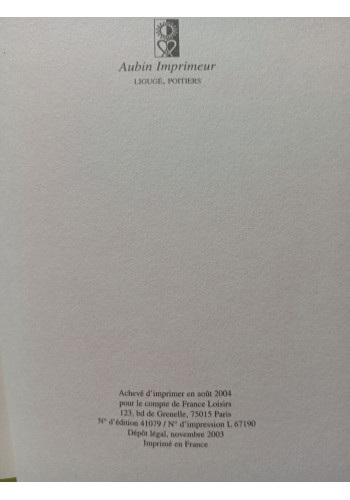 Aubin Imprimeur
LIGUGÉ, POITIERS
Achevé d'imprimer en août 2004
pour le compte de France Loisirs
123, bd de Grenelle, 75015 Paris
N° d'édition 41079 / N° d'impression L 67190
Dépôt légal, novembre 2003
Imprimé en France